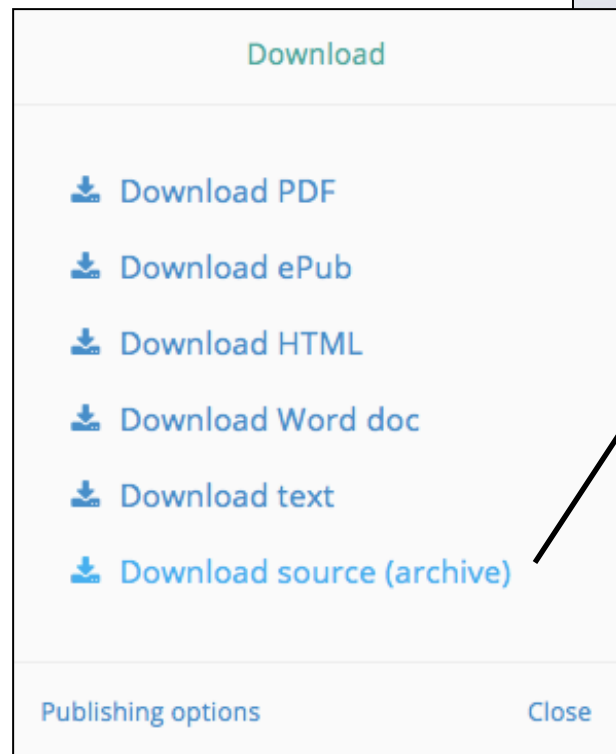 Download
Download PDF
Download ePub
Download HTML
Download Word doc
Download text
Download source (archive)
Publishing options Close